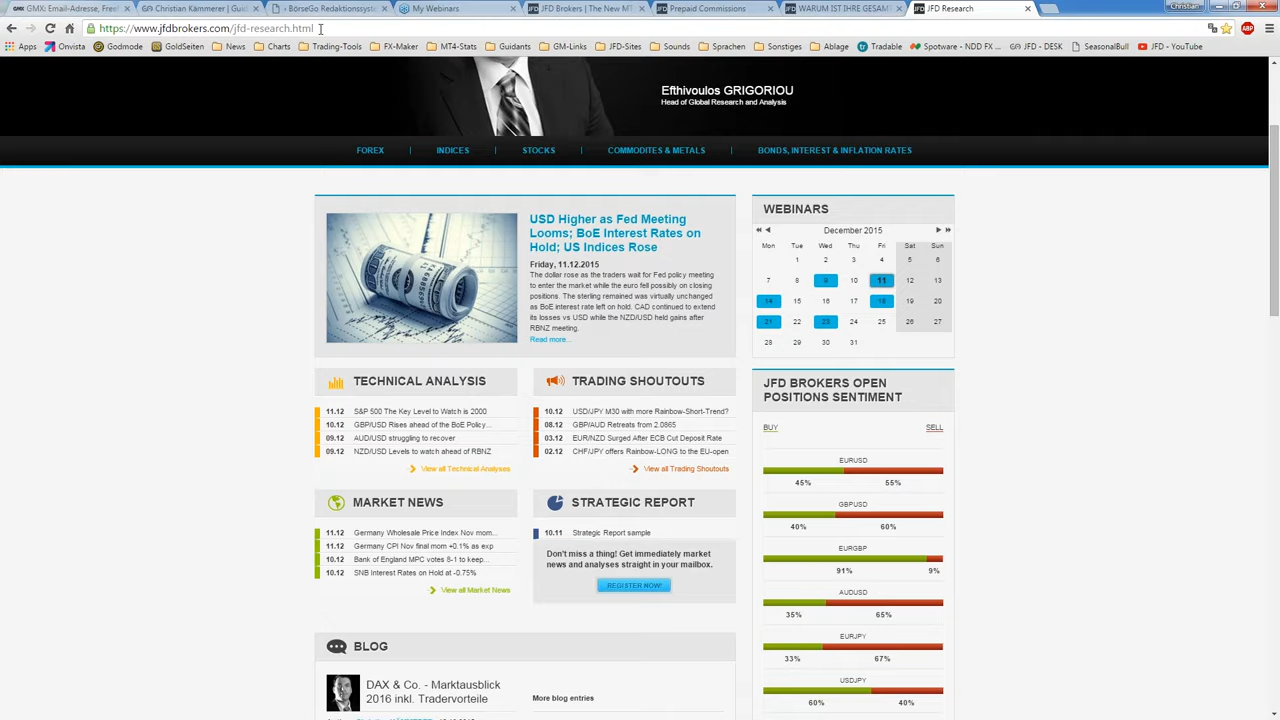 GMX: Email-Adresse, FreeM
Christian Kämmerer | Guid
BörseGo Redaktionssyste
My Webinars
JFD Brokers | The New MT
Prepaid Commissions
WARUM IST IHRE GESAM
JFD Research
Christian
https://www.jfdbrokers.com/jfd-research.html
ABP
Apps
Onvista
Godmode
GoldSeiten
News
Charts
Trading-Tools
FX-Maker
MT4-Stats
Guidants
GM-Links
JFD-Sites
Sounds
Sprachen
Sonstiges
Ablage
Tradable
Spotware - NDD FX ...
JFD - DESK
SeasonalBull
JFD - YouTube
Efthivoulos GRIGORIOU
Head of Global Research and Analysis
FOREX | INDICES | STOCKS | COMMODITES & METALS | BONDS, INTEREST & INFLATION RATES
USD Higher as Fed Meeting
Looms; BoE Interest Rates on
Hold; US Indices Rose
Friday, 11.12.2015
The dollar rose as the traders wait for Fed policy meeting
to enter the market while the euro fell possibly on closing
positions. The sterling remained was virtually unchanged
as BoE interest rate left on hold. CAD continued to extend
its losses vs USD while the NZD/USD held gains after
RBNZ meeting.
Read more...
WEBINARS
December 2015
Mon Tue Wed Thu Fri Sat Sun
1 2 3 4 5 6
7 8 9 10 11 12 13
14 15 16 17 18 19 20
21 22 23 24 25 26 27
28 29 30 31
TECHNICAL ANALYSIS
11.12 S&P 500 The Key Level to Watch is 2000
10.12 GBP/USD Rises ahead of the BoE Policy...
09.12 AUD/USD struggling to recover
09.12 NZD/USD Levels to watch ahead of RBNZ
View all Technical Analyses
TRADING SHOUTOUTS
10.12 USD/JPY M30 with more Rainbow-Short-Trend?
08.12 GBP/AUD Retreats from 2.0865
03.12 EUR/NZD Surged After ECB Cut Deposit Rate
02.12 CHF/JPY offers Rainbow-LONG to the EU-open
View all Trading Shoutouts
MARKET NEWS
11.12 Germany Wholesale Price Index Nov mom...
11.12 Germany CPI Nov final mom +0.1% as exp
10.12 Bank of England MPC votes 8-1 to keep...
10.12 SNB Interest Rates on Hold at -0.75%
View all Market News
STRATEGIC REPORT
10.11 Strategic Report sample
Don't miss a thing! Get immediately market
news and analyses straight in your mailbox.
REGISTER NOW!
JFD BROKERS OPEN
POSITIONS SENTIMENT
BUY SELL
EURUSD
45% 55%
GBPUSD
40% 60%
EURGBP
91% 9%
AUDUSD
35% 65%
EURJPY
33% 67%
USDJPY
60% 40%
BLOG
DAX & Co. - Marktausblick
2016 inkl. Tradervorteile
More blog entries